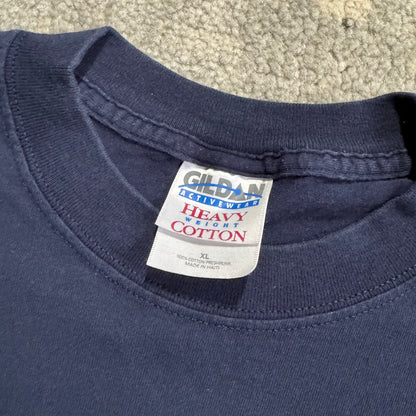 GILDAN
ACTIVEWEAR
HEAVY
WEIGHT
COTTON
XL
100% COTTON PRESHRUNK
MADE IN HAITI